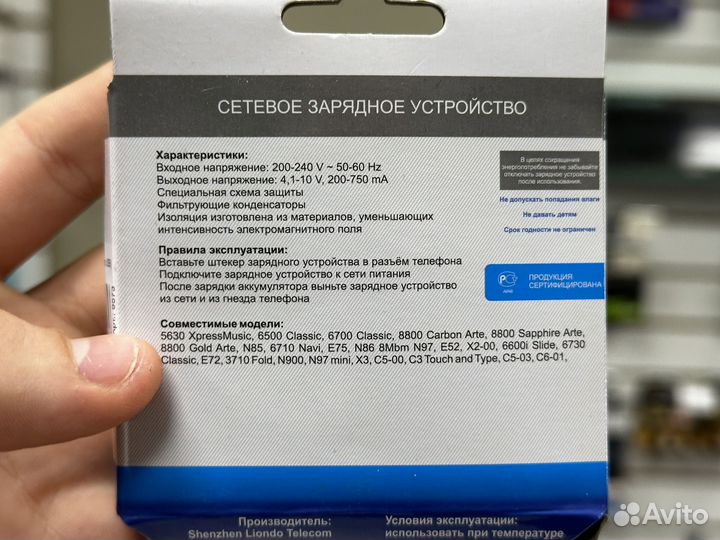 СЕТЕВОЕ ЗАРЯДНОЕ УСТРОЙСТВО
Характеристики:
Входное напряжение: 200-240 V ~ 50-60 Hz
Выходное напряжение: 4,1-10 V, 200-750 mA
Специальная схема защиты
Фильтрующие конденсаторы
Изоляция изготовлена из материалов, уменьшающих
интенсивность электромагнитного поля
Правила эксплуатации:
Вставьте штекер зарядного устройства в разъём телефона
Подключите зарядное устройство к сети питания
После зарядки аккумулятора выньте зарядное устройство
из сети и из гнезда телефона
Совместимые модели:
5630 XpressMusic, 6500 Classic, 6700 Classic, 8800 Carbon Arte, 8800 Sapphire Arte,
8800 Gold Arte, N85, 6710 Navi, E75, N86 8Mbm N97, E52, X2-00, 6600i Slide, 6730
Classic, E72, 3710 Fold, N900, N97 mini, X3, C5-00, C3 Touch and Type, C5-03, C6-01,
В целях сокращения
энергопотребления не забывайте
отключать зарядное устройство
после использования.
Не допускать попадания влаги
Не давать детям
Срок годности не ограничен
ПРОДУКЦИЯ
СЕРТИФИЦИРОВАНА
Производитель:
Shenzhen Liondo Telecom
Условия эксплуатации:
использовать при температуре
Avito